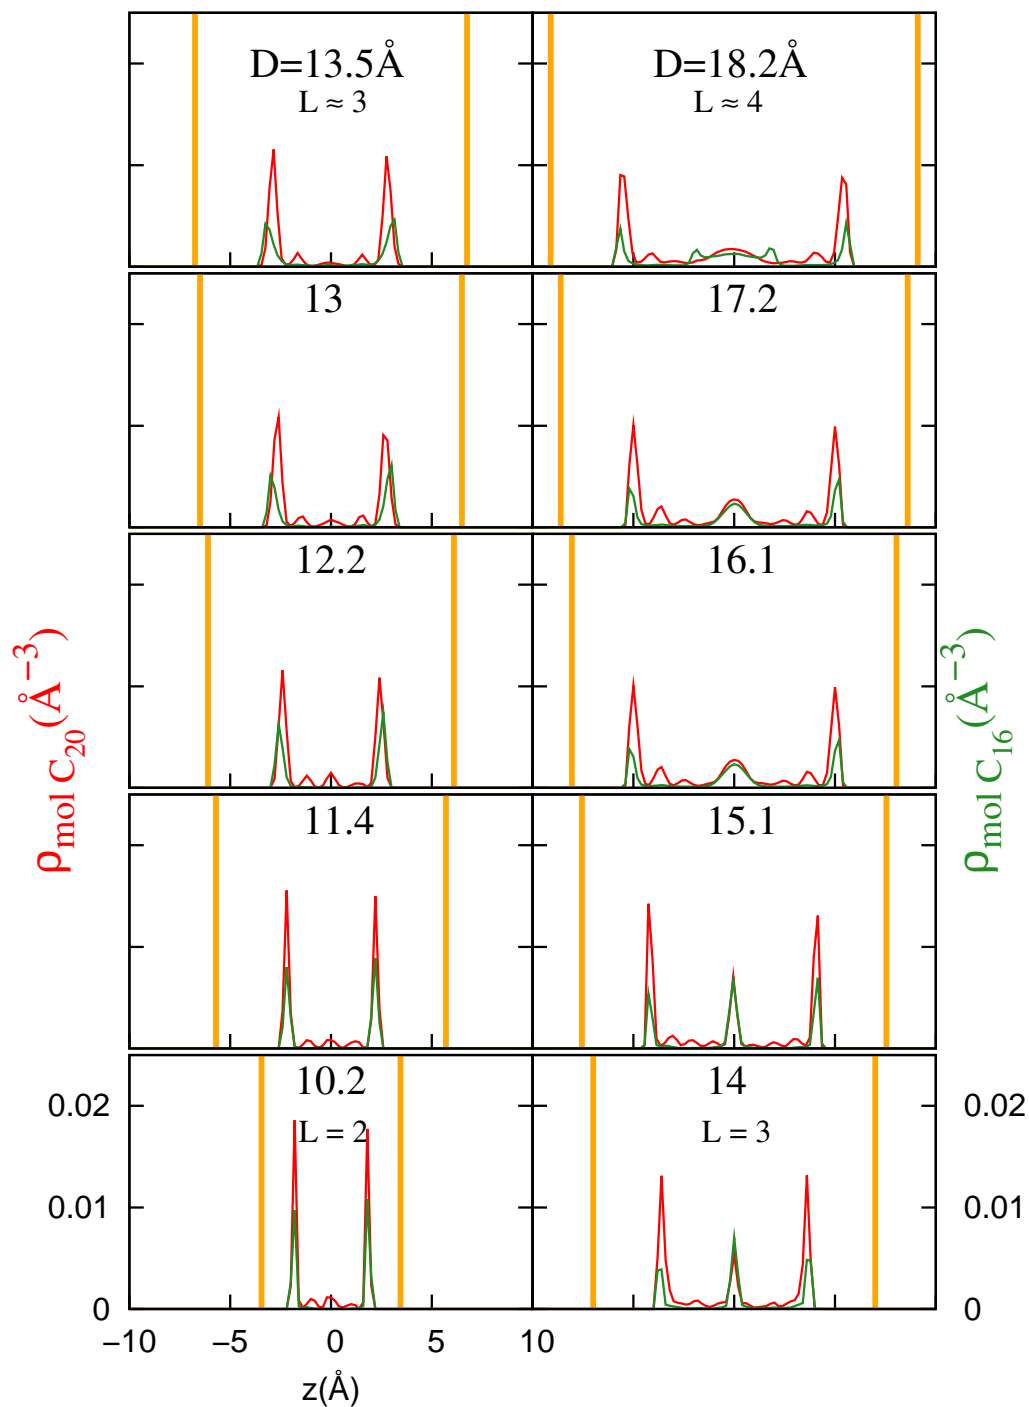 D=13.5Å
L ≈ 3
D=18.2Å
L ≈ 4
13
17.2
12.2
16.1
ρmol C20(Å−3)
ρmol C16(Å−3)
11.4
15.1
10.2
L = 2
14
L = 3
0.02
0.01
0
0.02
0.01
0
−10
−5
0
5
10
z(Å)